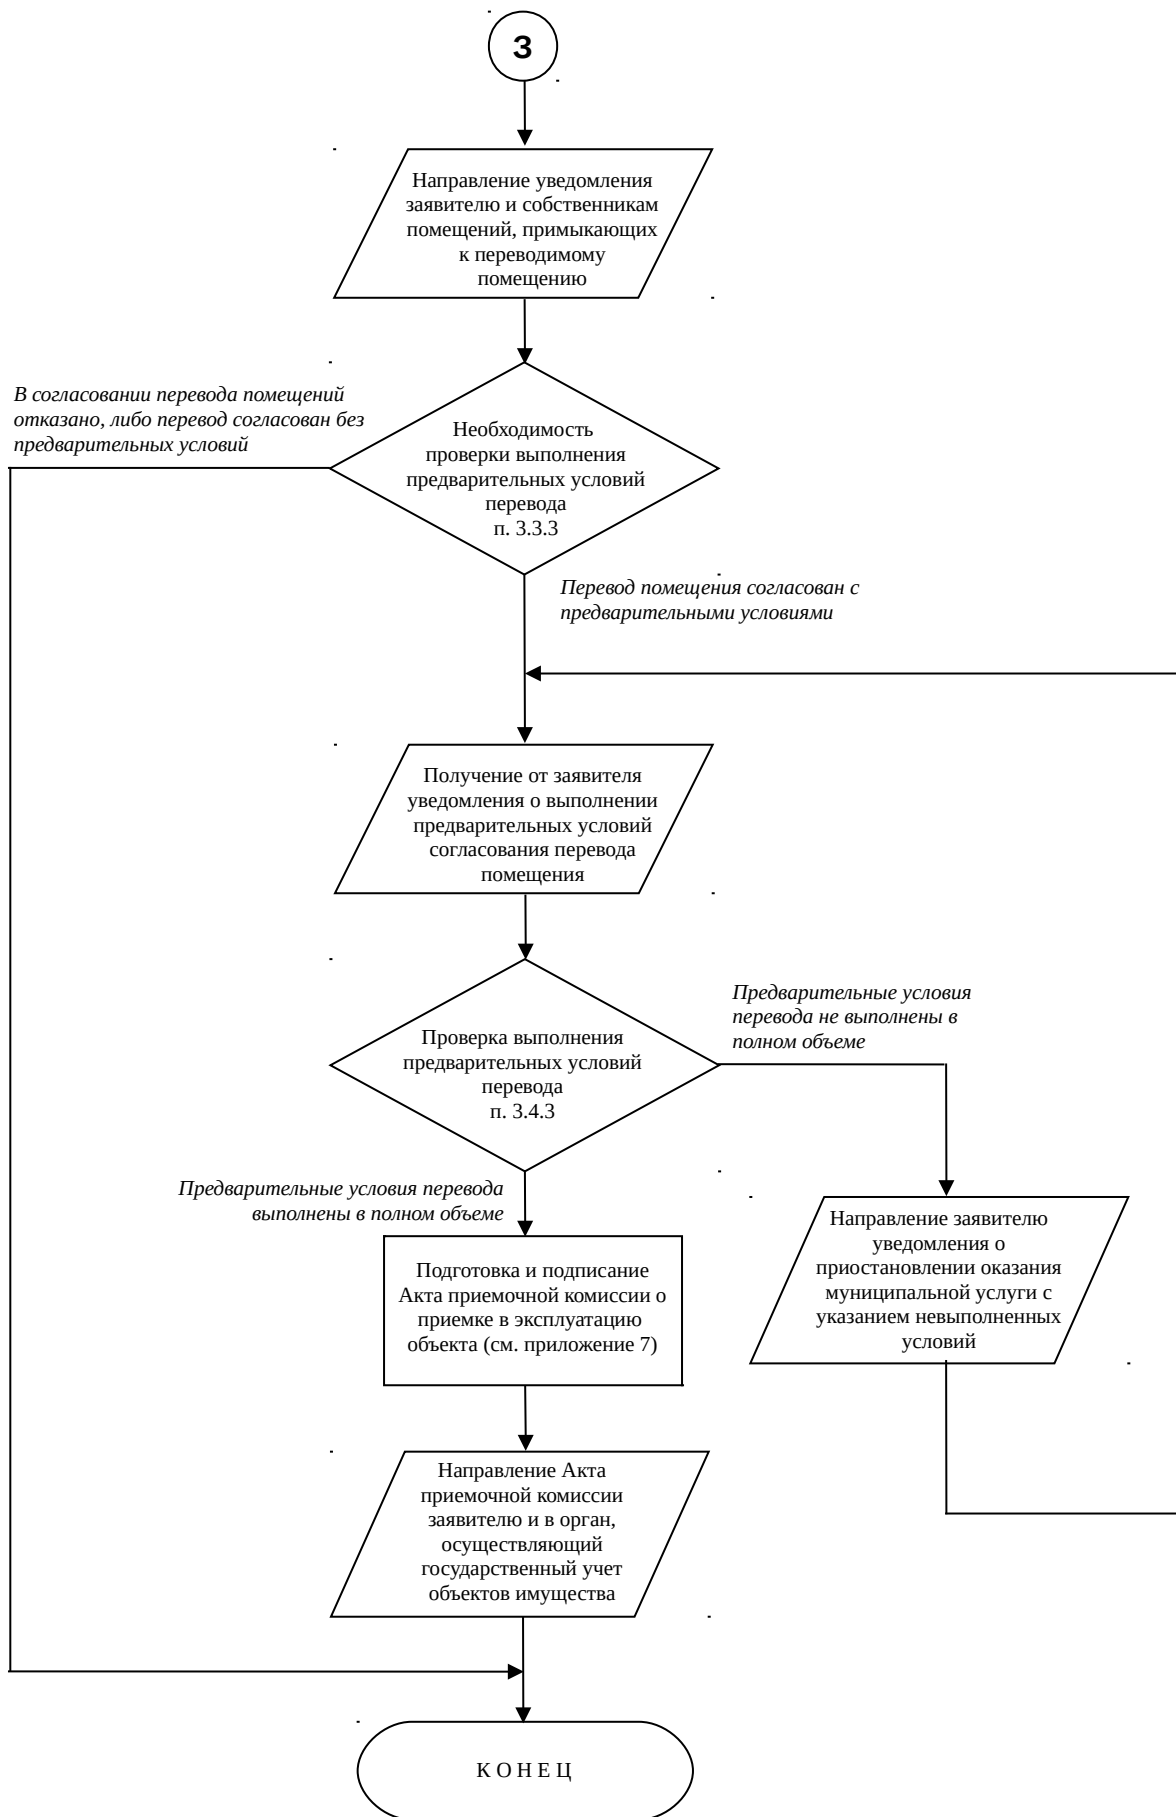 3
Направление уведомления
заявителю и собственникам
помещений, примыкающих
к переводимому
помещению
В согласовании перевода помещений
отказано, либо перевод согласован без
предварительных условий
Необходимость
проверки выполнения
предварительных условий
перевода
п. 3.3.3
Перевод помещения согласован с
предварительными условиями
Получение от заявителя
уведомления о выполнении
предварительных условий
согласования перевода
помещения
Предварительные условия
перевода не выполнены в
полном объеме
Проверка выполнения
предварительных условий
перевода
п. 3.4.3
Предварительные условия перевода
выполнены в полном объеме
Направление заявителю
уведомления о
приостановлении оказания
муниципальной услуги с
указанием невыполненных
условий
Подготовка и подписание
Акта приемочной комиссии о
приемке в эксплуатацию
объекта (см. приложение 7)
Направление Акта
приемочной комиссии
заявителю и в орган,
осуществляющий
государственный учет
объектов имущества
К О Н Е Ц